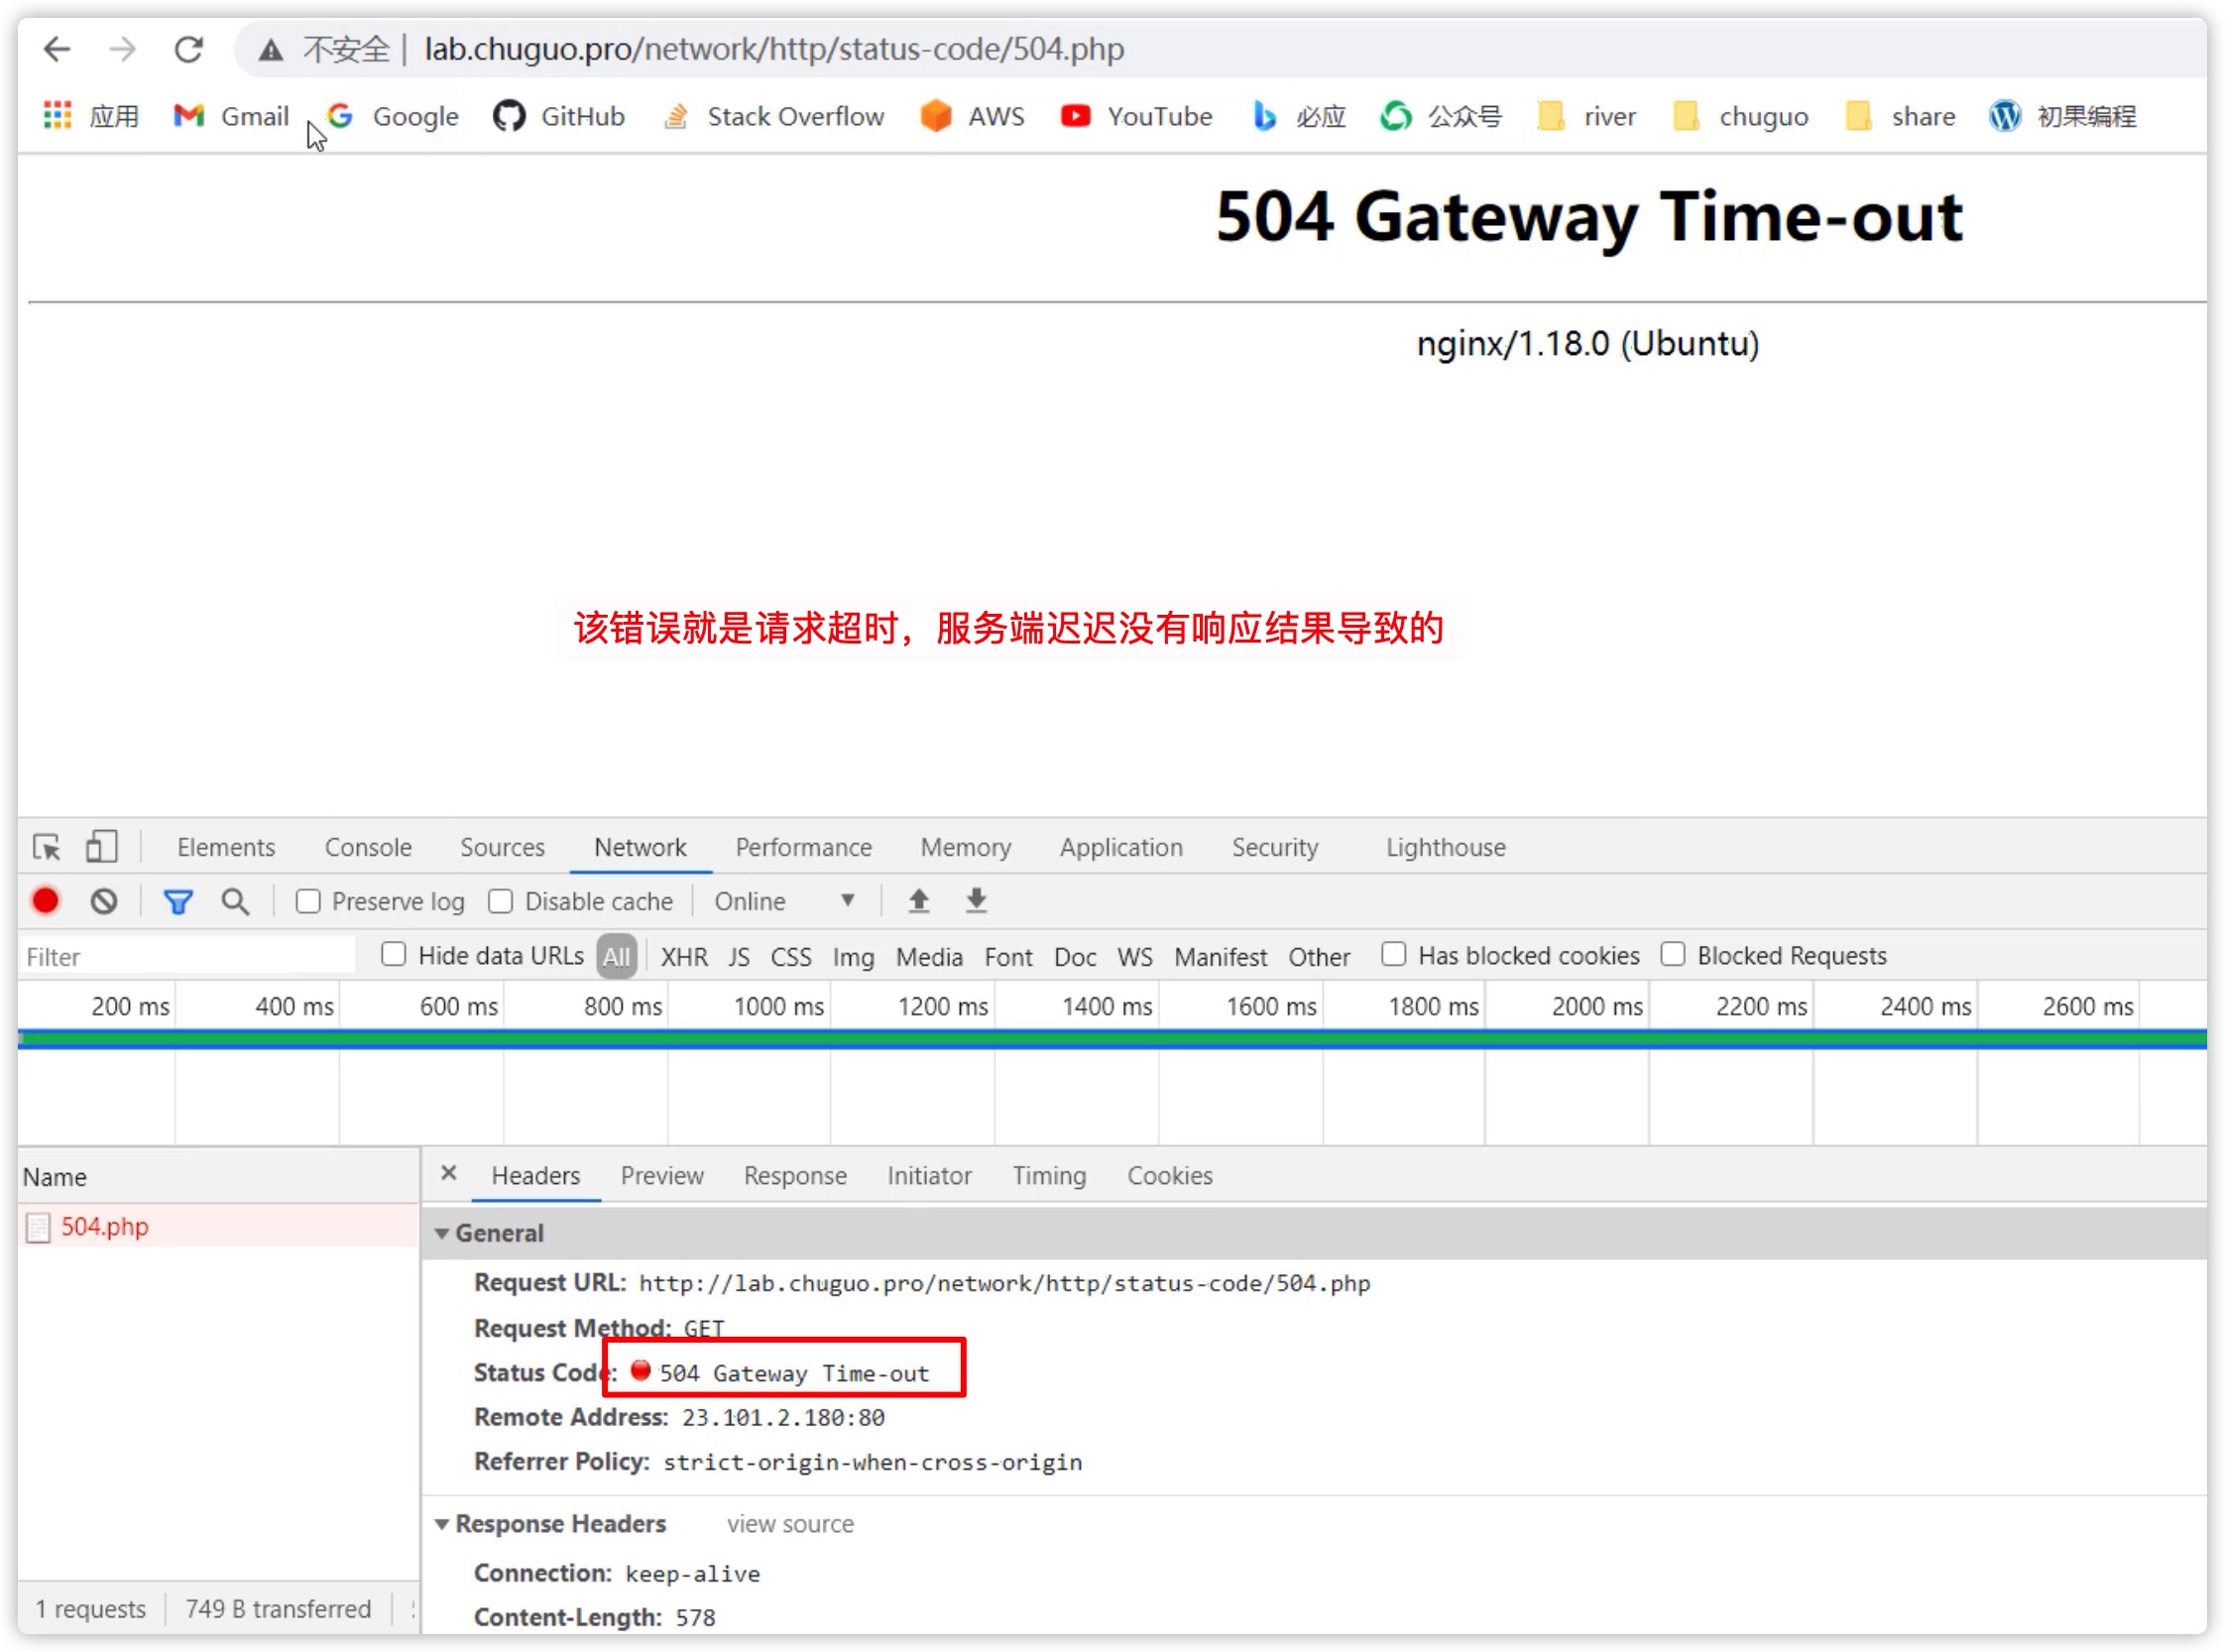 不安全 | lab.chuguo.pro/network/http/status-code/504.php
应用 Gmail Google GitHub Stack Overflow AWS YouTube 必应 公众号 river chuguo share 初果编程
504 Gateway Time-out
nginx/1.18.0 (Ubuntu)
该错误就是请求超时，服务端迟迟没有响应结果导致的
Elements Console Sources Network Performance Memory Application Security Lighthouse
Preserve log Disable cache Online
Filter Hide data URLs All XHR JS CSS Img Media Font Doc WS Manifest Other Has blocked cookies Blocked Requests
200 ms 400 ms 600 ms 800 ms 1000 ms 1200 ms 1400 ms 1600 ms 1800 ms 2000 ms 2200 ms 2400 ms 2600 ms
Name
504.php
Headers Preview Response Initiator Timing Cookies
General
Request URL: http://lab.chuguo.pro/network/http/status-code/504.php
Request Method: GET
Status Code: 504 Gateway Time-out
Remote Address: 23.101.2.180:80
Referrer Policy: strict-origin-when-cross-origin
Response Headers view source
Connection: keep-alive
Content-Length: 578
1 requests 749 B transferred